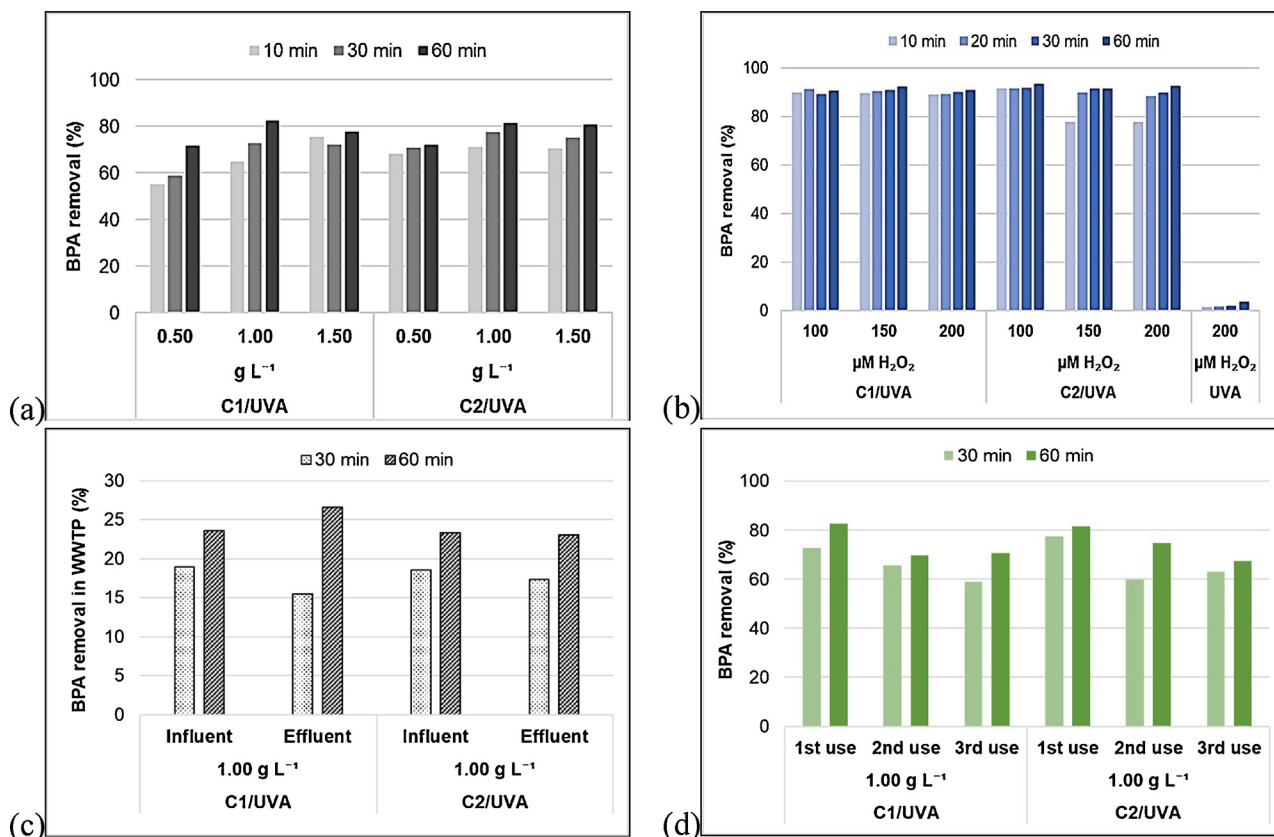 (a)
10 min 30 min 60 min
BPA removal (%)
100
80
60
40
20
0
0.50 1.00 1.50 0.50 1.00 1.50
g L⁻¹ g L⁻¹
C1/UVA C2/UVA
(b)
10 min 20 min 30 min 60 min
BPA removal (%)
100
80
60
40
20
0
100 150 200 100 150 200 200
µM H₂O₂ µM H₂O₂ µM H₂O₂
C1/UVA C2/UVA UVA
(c)
30 min 60 min
BPA removal in WWTP (%)
30
25
20
15
10
5
0
Influent Effluent Influent Effluent
1.00 g L⁻¹ 1.00 g L⁻¹
C1/UVA C2/UVA
(d)
30 min 60 min
BPA removal (%)
100
80
60
40
20
0
1st use 2nd use 3rd use 1st use 2nd use 3rd use
1.00 g L⁻¹ 1.00 g L⁻¹
C1/UVA C2/UVA